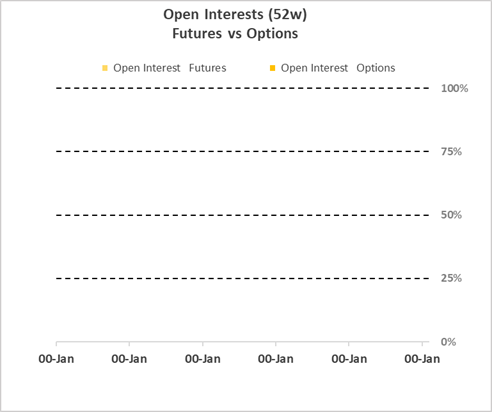 Open Interests (52w)
Futures vs Options
Open Interest Futures Open Interest Options
100%
75%
50%
25%
0%
00-Jan 00-Jan 00-Jan 00-Jan 00-Jan 00-Jan